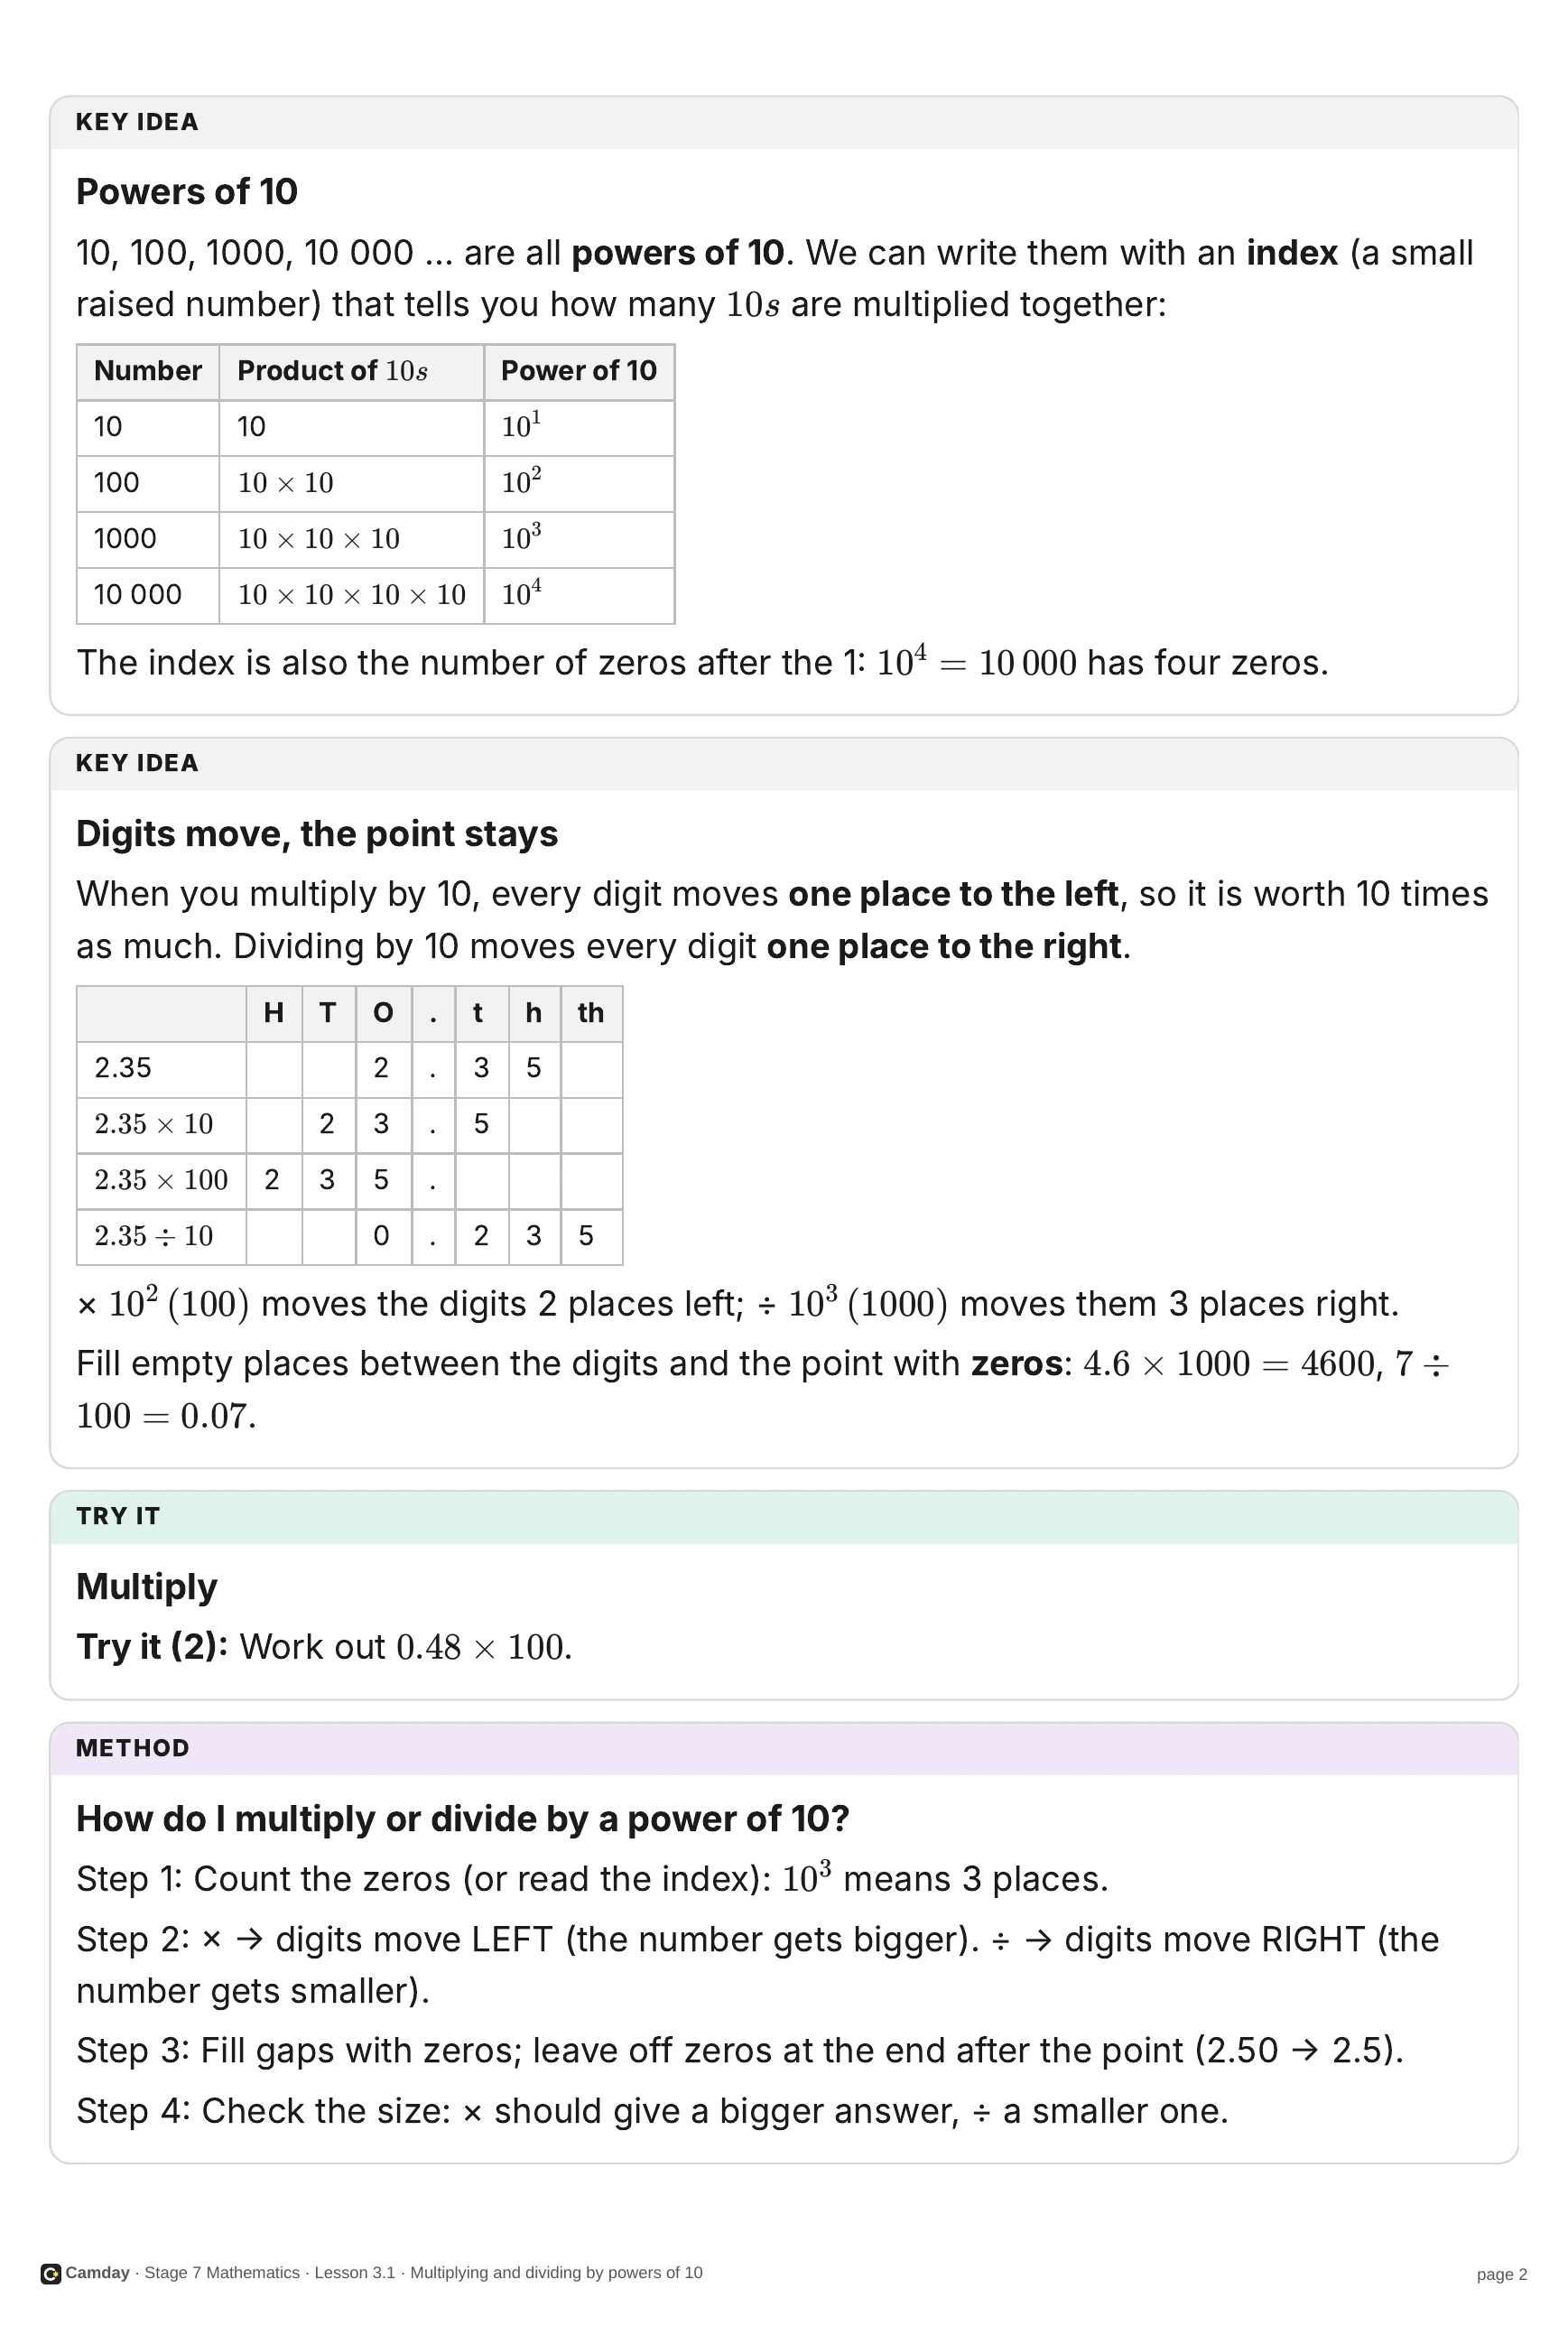 KEY IDEA
Powers of 10
10, 100, 1000, 10 000 ... are all powers of 10. We can write them with an index (a small
raised number) that tells you how many 10s are multiplied together:
Number Product of 10s Power of 10
10 10 10¹
100 10 × 10 10²
1000 10 × 10 × 10 10³
10 000 10 × 10 × 10 × 10 10⁴
The index is also the number of zeros after the 1: 10⁴ = 10 000 has four zeros.
KEY IDEA
Digits move, the point stays
When you multiply by 10, every digit moves one place to the left, so it is worth 10 times
as much. Dividing by 10 moves every digit one place to the right.
H T O . t h th
2.35 2 . 3 5
2.35 × 10 2 3 . 5
2.35 × 100 2 3 5 .
2.35 ÷ 10 0 . 2 3 5
× 10² (100) moves the digits 2 places left; ÷ 10³ (1000) moves them 3 places right.
Fill empty places between the digits and the point with zeros: 4.6 × 1000 = 4600, 7 ÷
100 = 0.07.
TRY IT
Multiply
Try it (2): Work out 0.48 × 100.
METHOD
How do I multiply or divide by a power of 10?
Step 1: Count the zeros (or read the index): 10³ means 3 places.
Step 2: × → digits move LEFT (the number gets bigger). ÷ → digits move RIGHT (the
number gets smaller).
Step 3: Fill gaps with zeros; leave off zeros at the end after the point (2.50 → 2.5).
Step 4: Check the size: × should give a bigger answer, ÷ a smaller one.
Camday · Stage 7 Mathematics · Lesson 3.1 · Multiplying and dividing by powers of 10
page 2